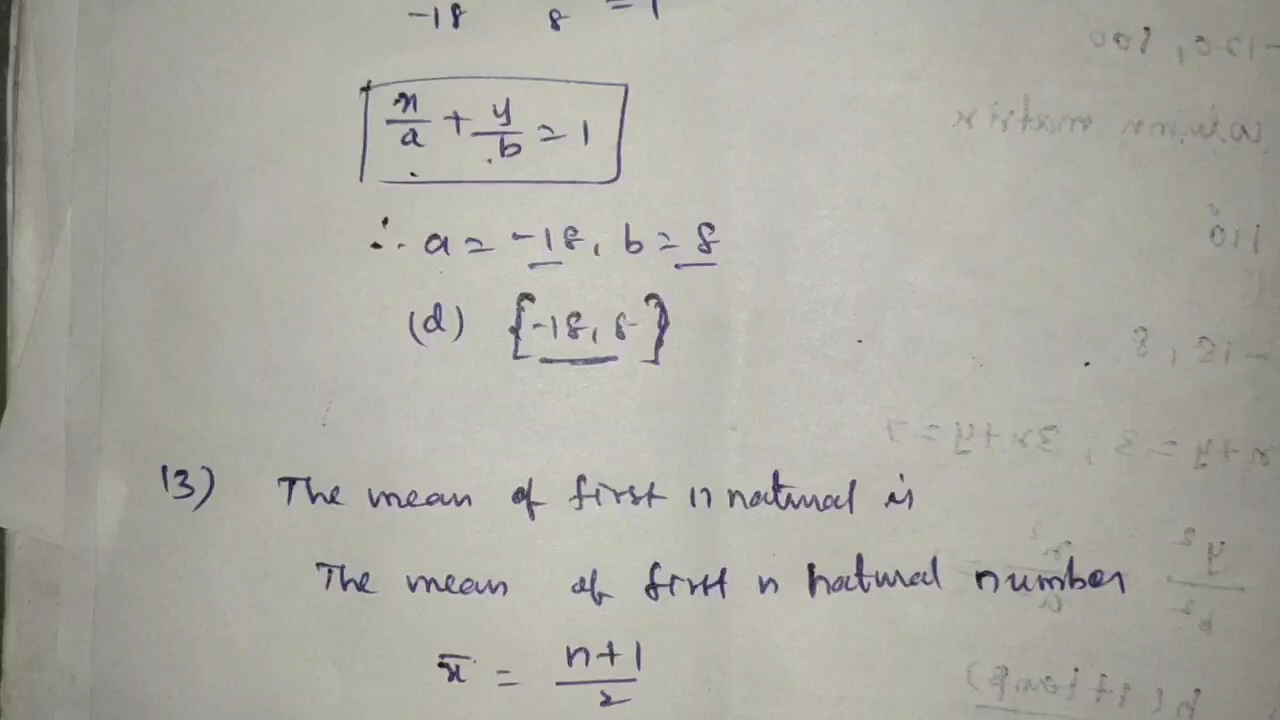 -18 8 = 1
x/a + y/b = 1
∴ a = -18, b = 8
(d) {-18, 8}
13) The mean of first 11 natural is
The mean of first n natural number
x̄ = n+1/2